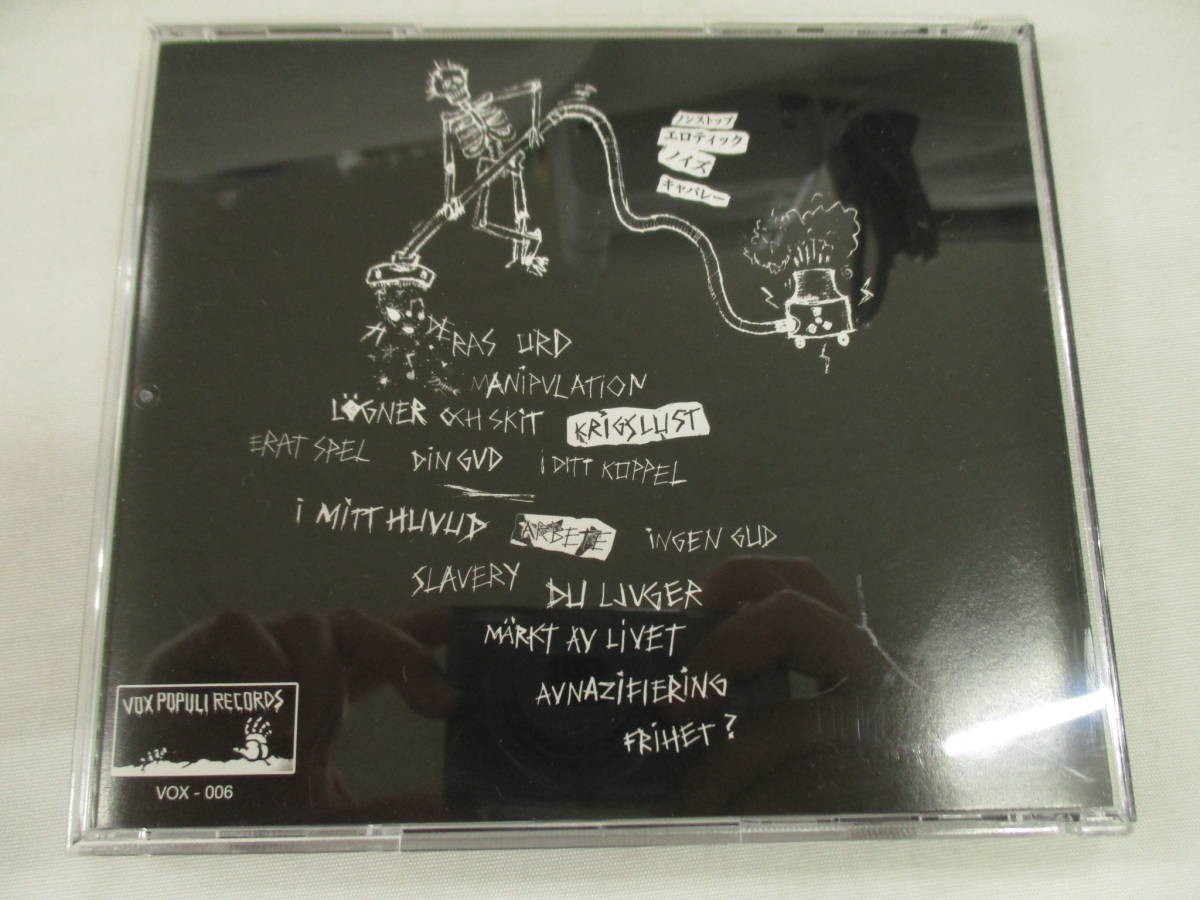 ノンストップ
エロティック
ノイズ
キャバレー
DERAS URD
MANIPULATION
LÖGNER OCH SKIT KRIGSLUST
ERAT SPEL DIN GUD I DITT KOPPEL
I MITT HUVUD ARBETE INGEN GUD
SLAVERY DU LJUGER
MÄRKT AV LIVET
AVNAZIFIERING
FRIHET?
VOX POPULI RECORDS
VOX - 006